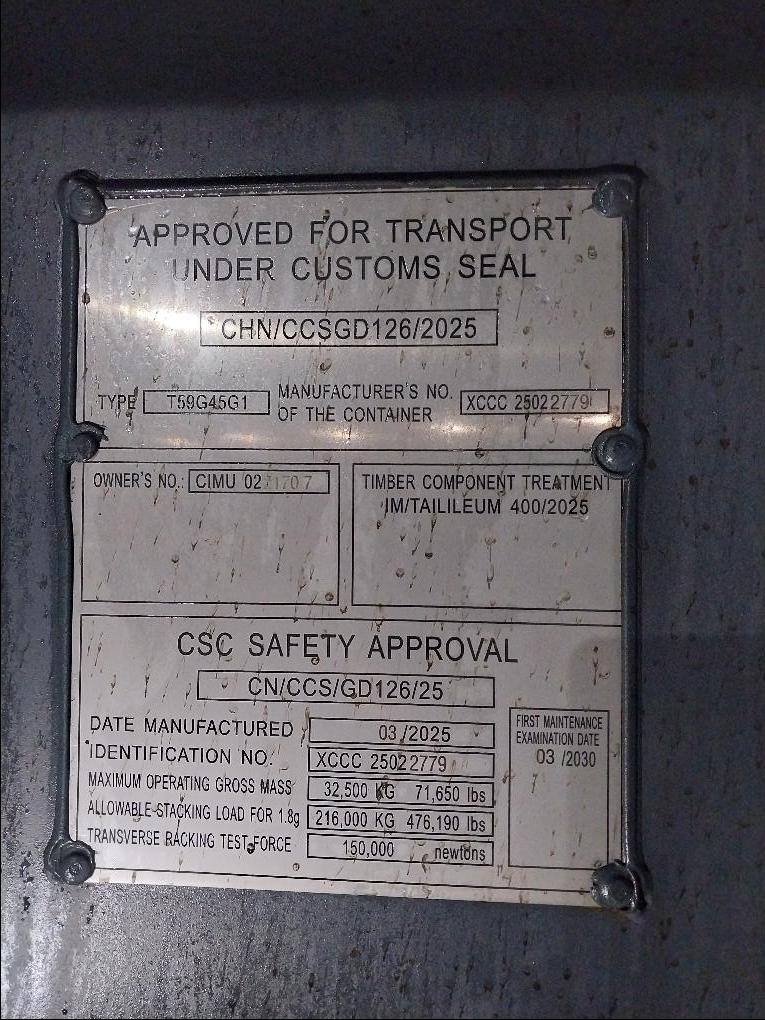 APPROVED FOR TRANSPORT
UNDER CUSTOMS SEAL
CHN/CCSGD126/2025
TYPE T59G45G1 MANUFACTURER'S NO. OF THE CONTAINER XCCC 25022779
OWNER'S NO.: CIMU
TIMBER COMPONENT TREATMENT
IM/TAILILEUM 400/2025
CSC SAFETY APPROVAL
CN/CCS/GD126/25
DATE MANUFACTURED 03/2025
IDENTIFICATION NO. XCCC 25022779
MAXIMUM OPERATING GROSS MASS 32,500 KG 71,650 lbs
ALLOWABLE STACKING LOAD FOR 1.8g 216,000 KG 476,190 lbs
TRANSVERSE RACKING TEST FORCE 150,000 newtons
FIRST MAINTENANCE
EXAMINATION DATE
03 /2030